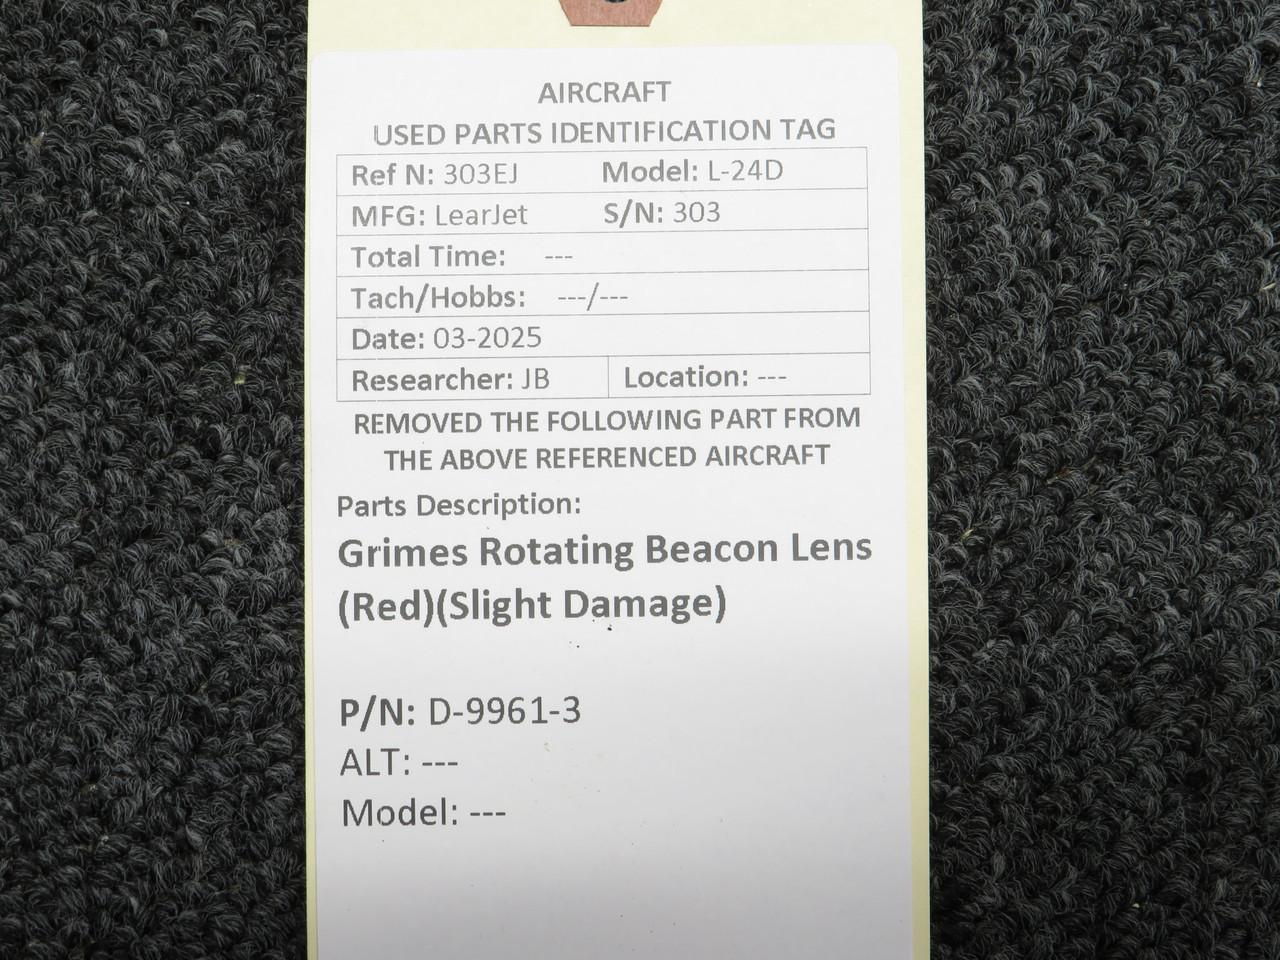 AIRCRAFT
USED PARTS IDENTIFICATION TAG
Ref N: 303EJ Model: L-24D
MFG: LearJet S/N: 303
Total Time: ---
Tach/Hobbs: ---/---
Date: 03-2025
Researcher: JB Location: ---
REMOVED THE FOLLOWING PART FROM
THE ABOVE REFERENCED AIRCRAFT
Parts Description:
Grimes Rotating Beacon Lens
(Red)(Slight Damage)
P/N: D-9961-3
ALT: ---
Model: ---